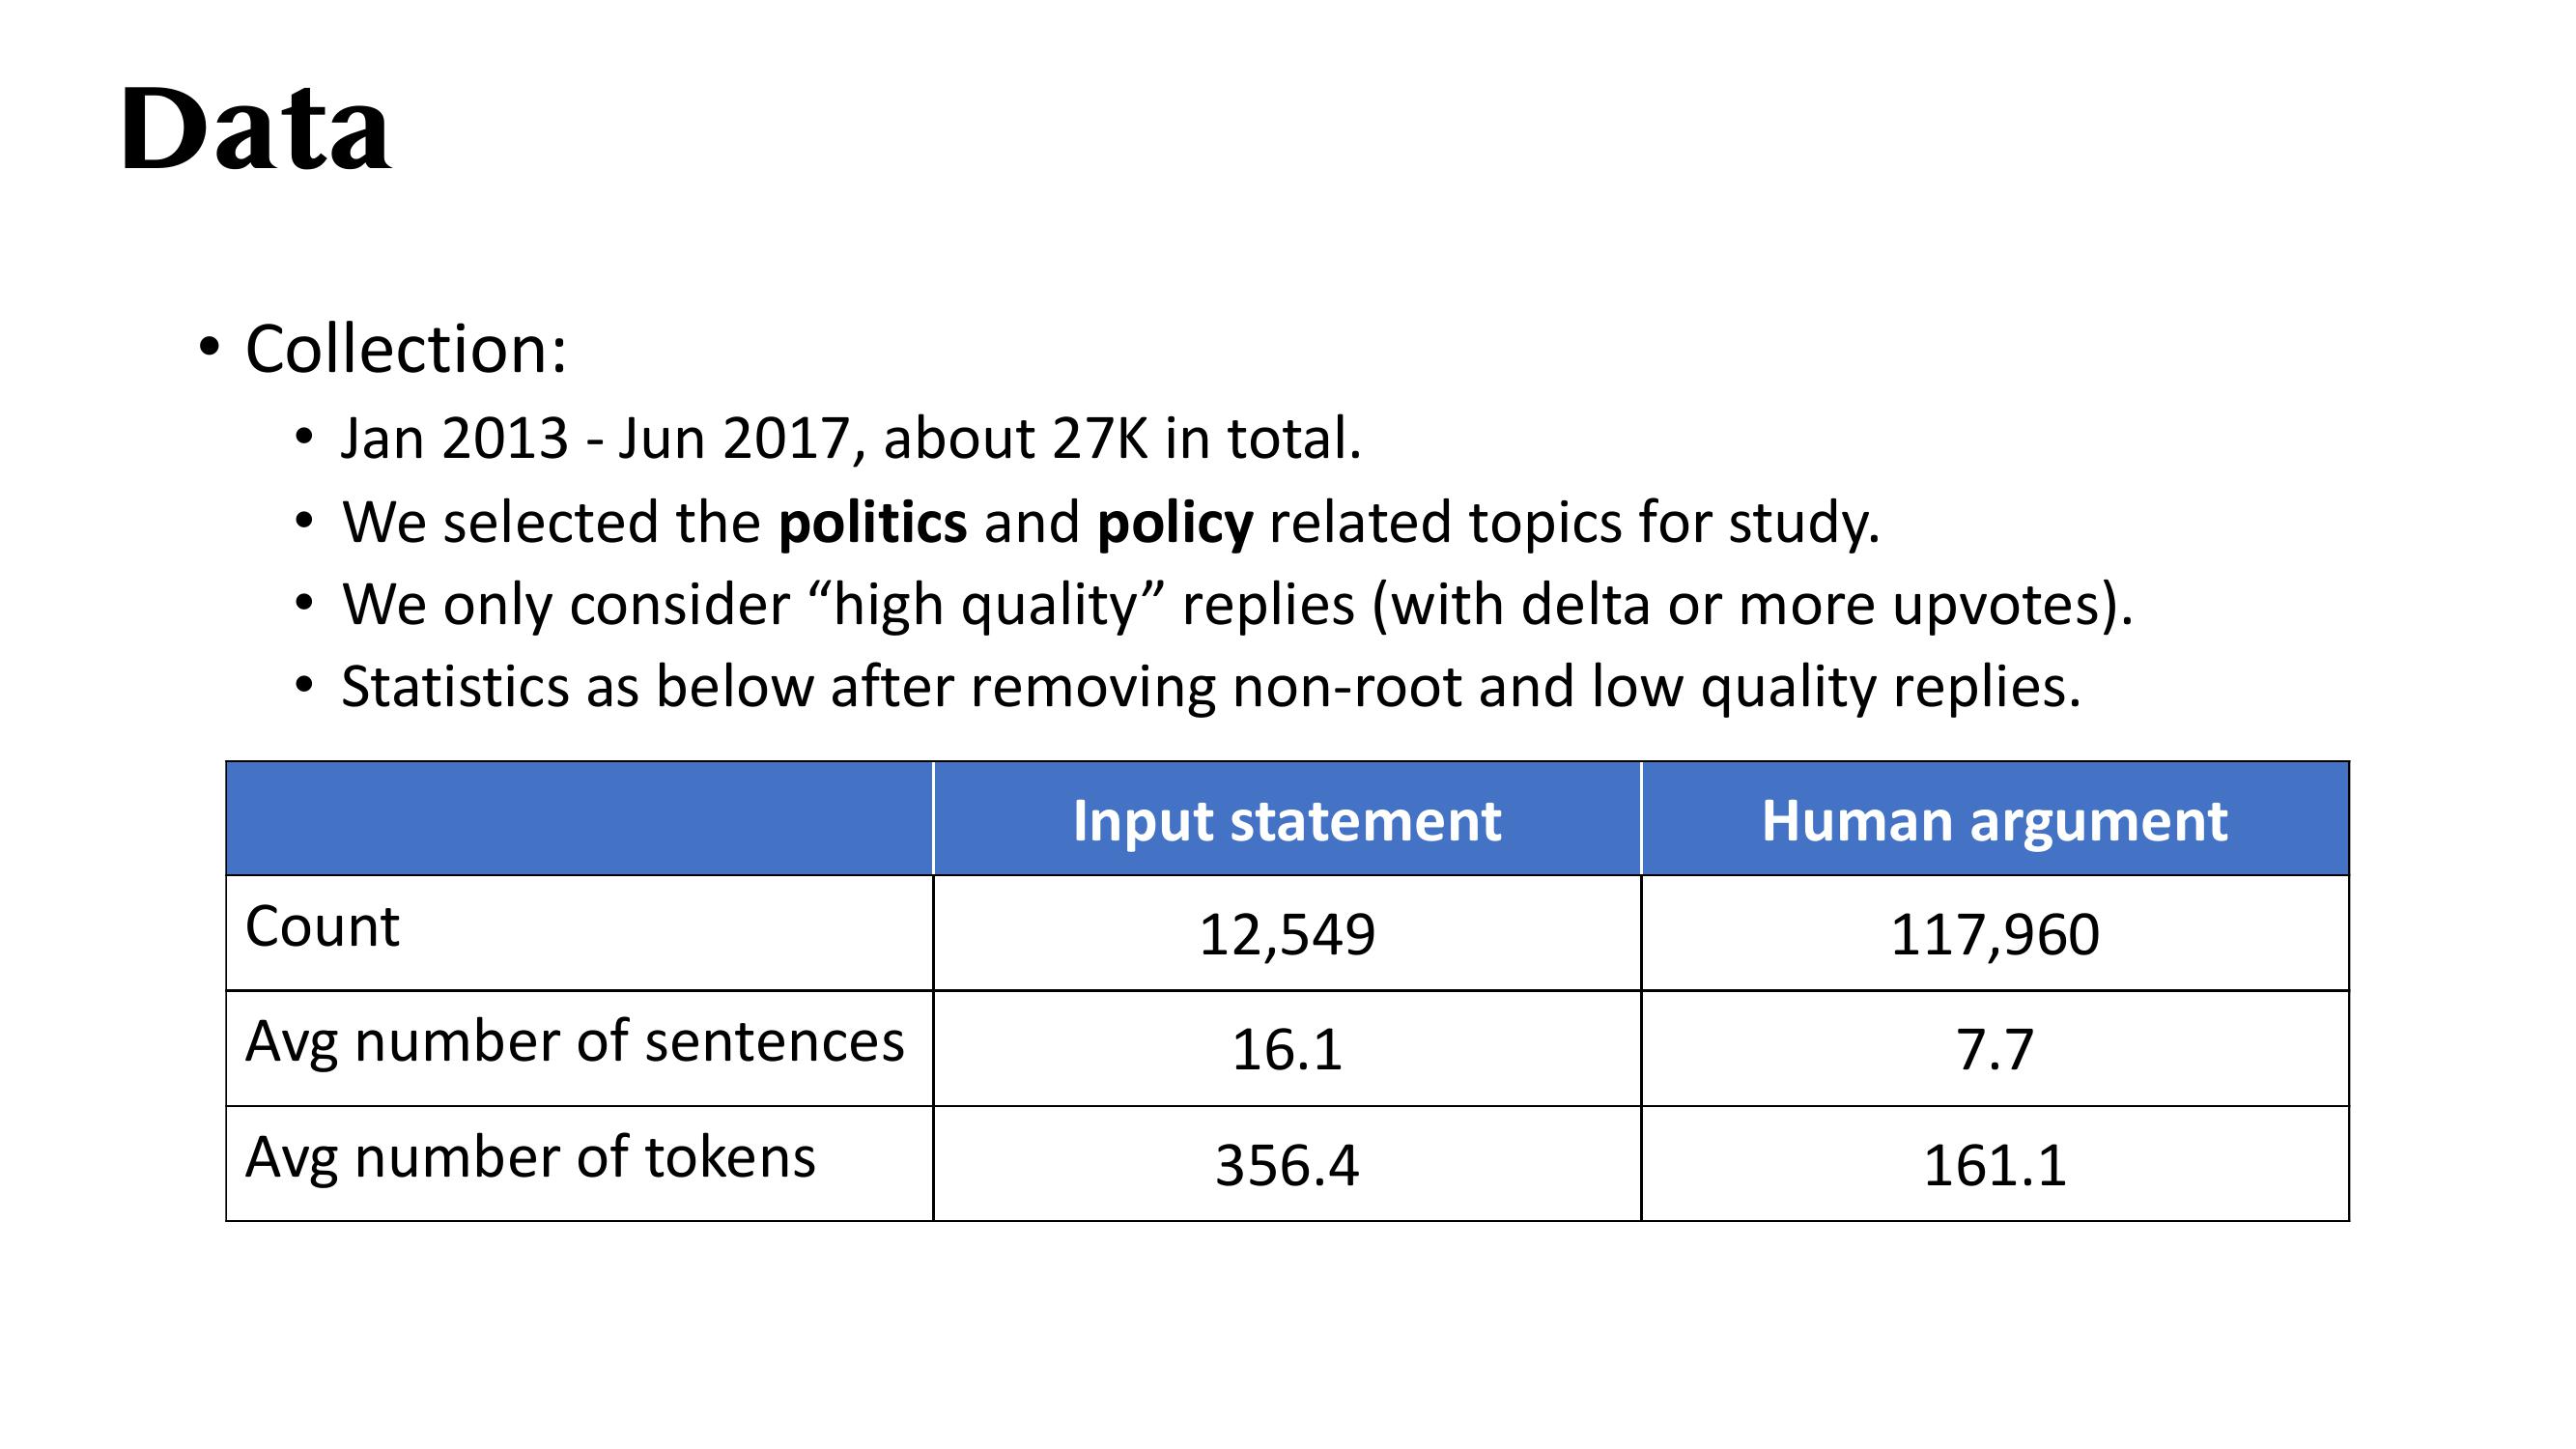 Data
• Collection:
• Jan 2013 - Jun 2017, about 27K in total.
• We selected the politics and policy related topics for study.
• We only consider “high quality” replies (with delta or more upvotes).
• Statistics as below after removing non-root and low quality replies.
Input statement Human argument
Count 12,549 117,960
Avg number of sentences 16.1 7.7
Avg number of tokens 356.4 161.1